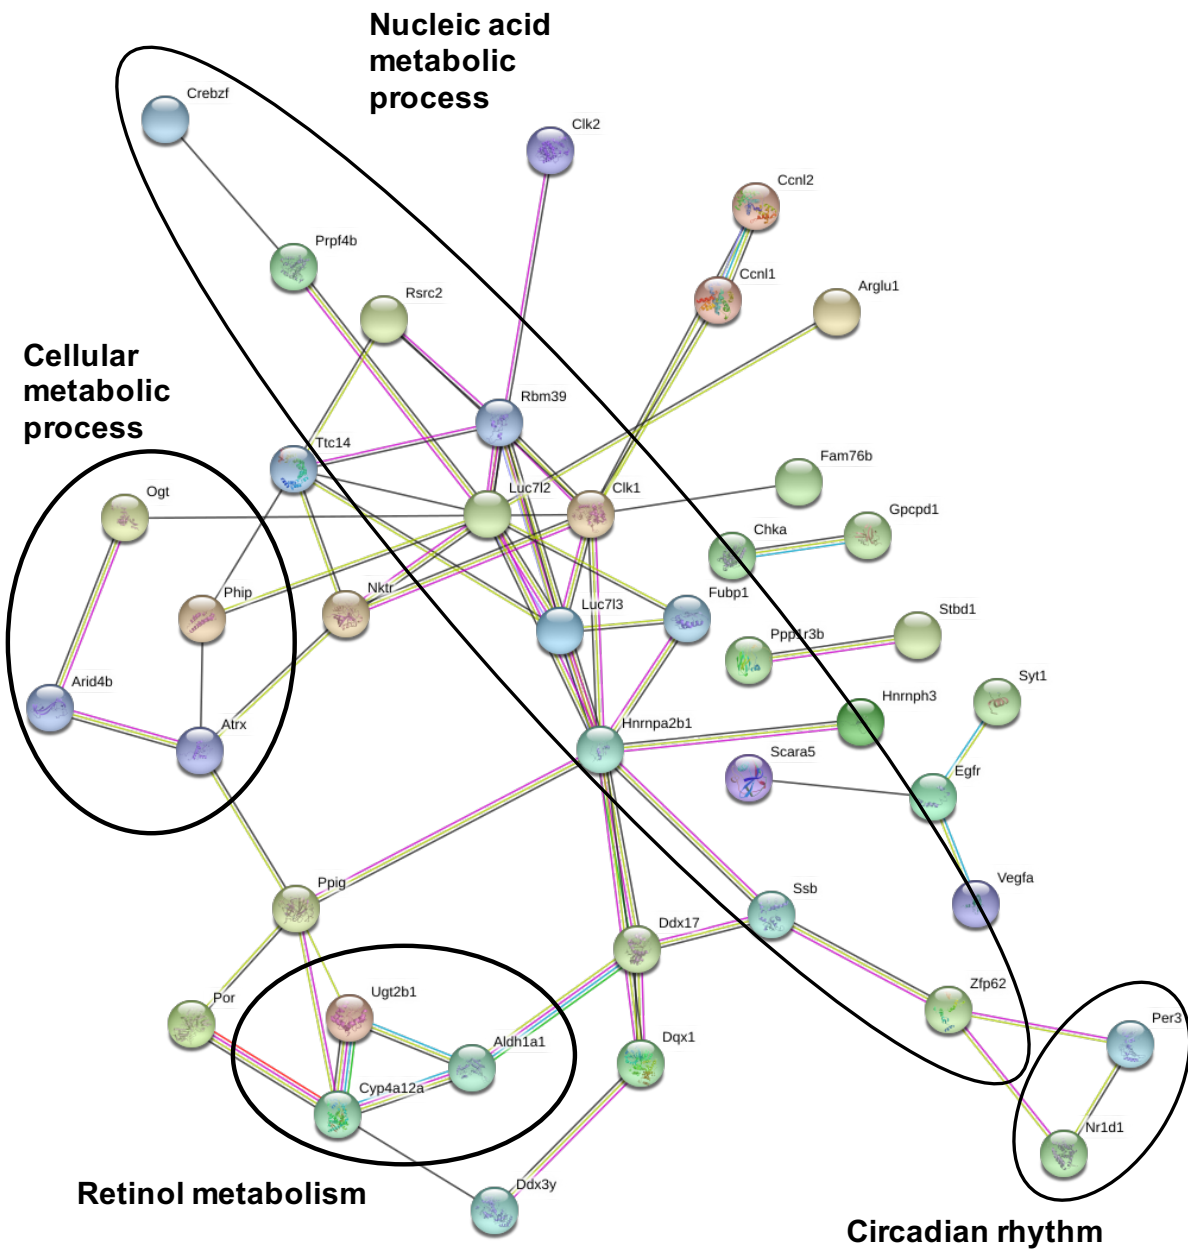 Nucleic acid
metabolic
process
Crebzf
Clk2
Ccnl2
Prpf4b
Ccnl1
Rsrc2
Arglu1
Cellular
metabolic
process
Rbm39
Ttc14
Fam76b
Ogt
Luc7l2
Clk1
Gpcpd1
Chka
Phip
Nktr
Luc7l3
Fubp1
Stbd1
Ppp1r3b
Arid4b
Atrx
Hnrnpa2b1
Hnrnph3
Syt1
Scara5
Egfr
Ppig
Ssb
Vegfa
Ddx17
Por
Ugt2b1
Zfp62
Per3
Aldh1a1
Dqx1
Cyp4a12a
Nr1d1
Retinol metabolism
Ddx3y
Circadian rhythm